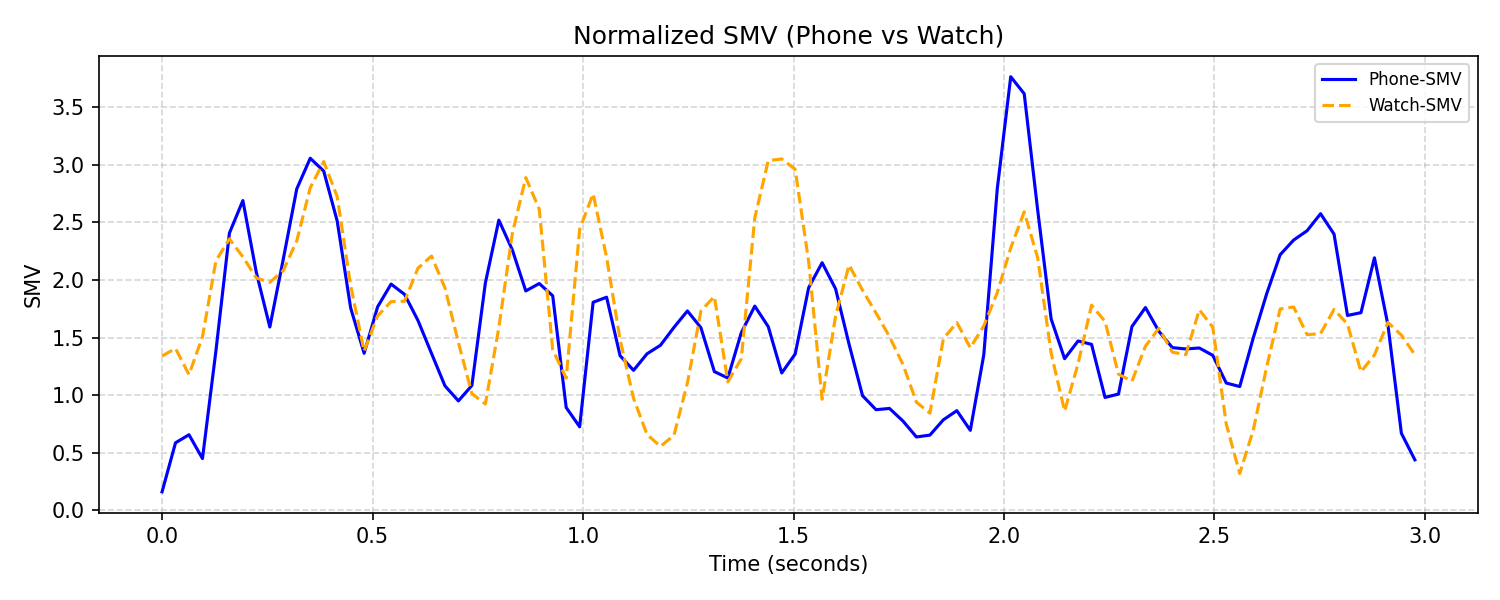 Normalized SMV (Phone vs Watch)
Phone-SMV
Watch-SMV
SMV
3.5
3.0
2.5
2.0
1.5
1.0
0.5
0.0
0.0 0.5 1.0 1.5 2.0 2.5 3.0
Time (seconds)